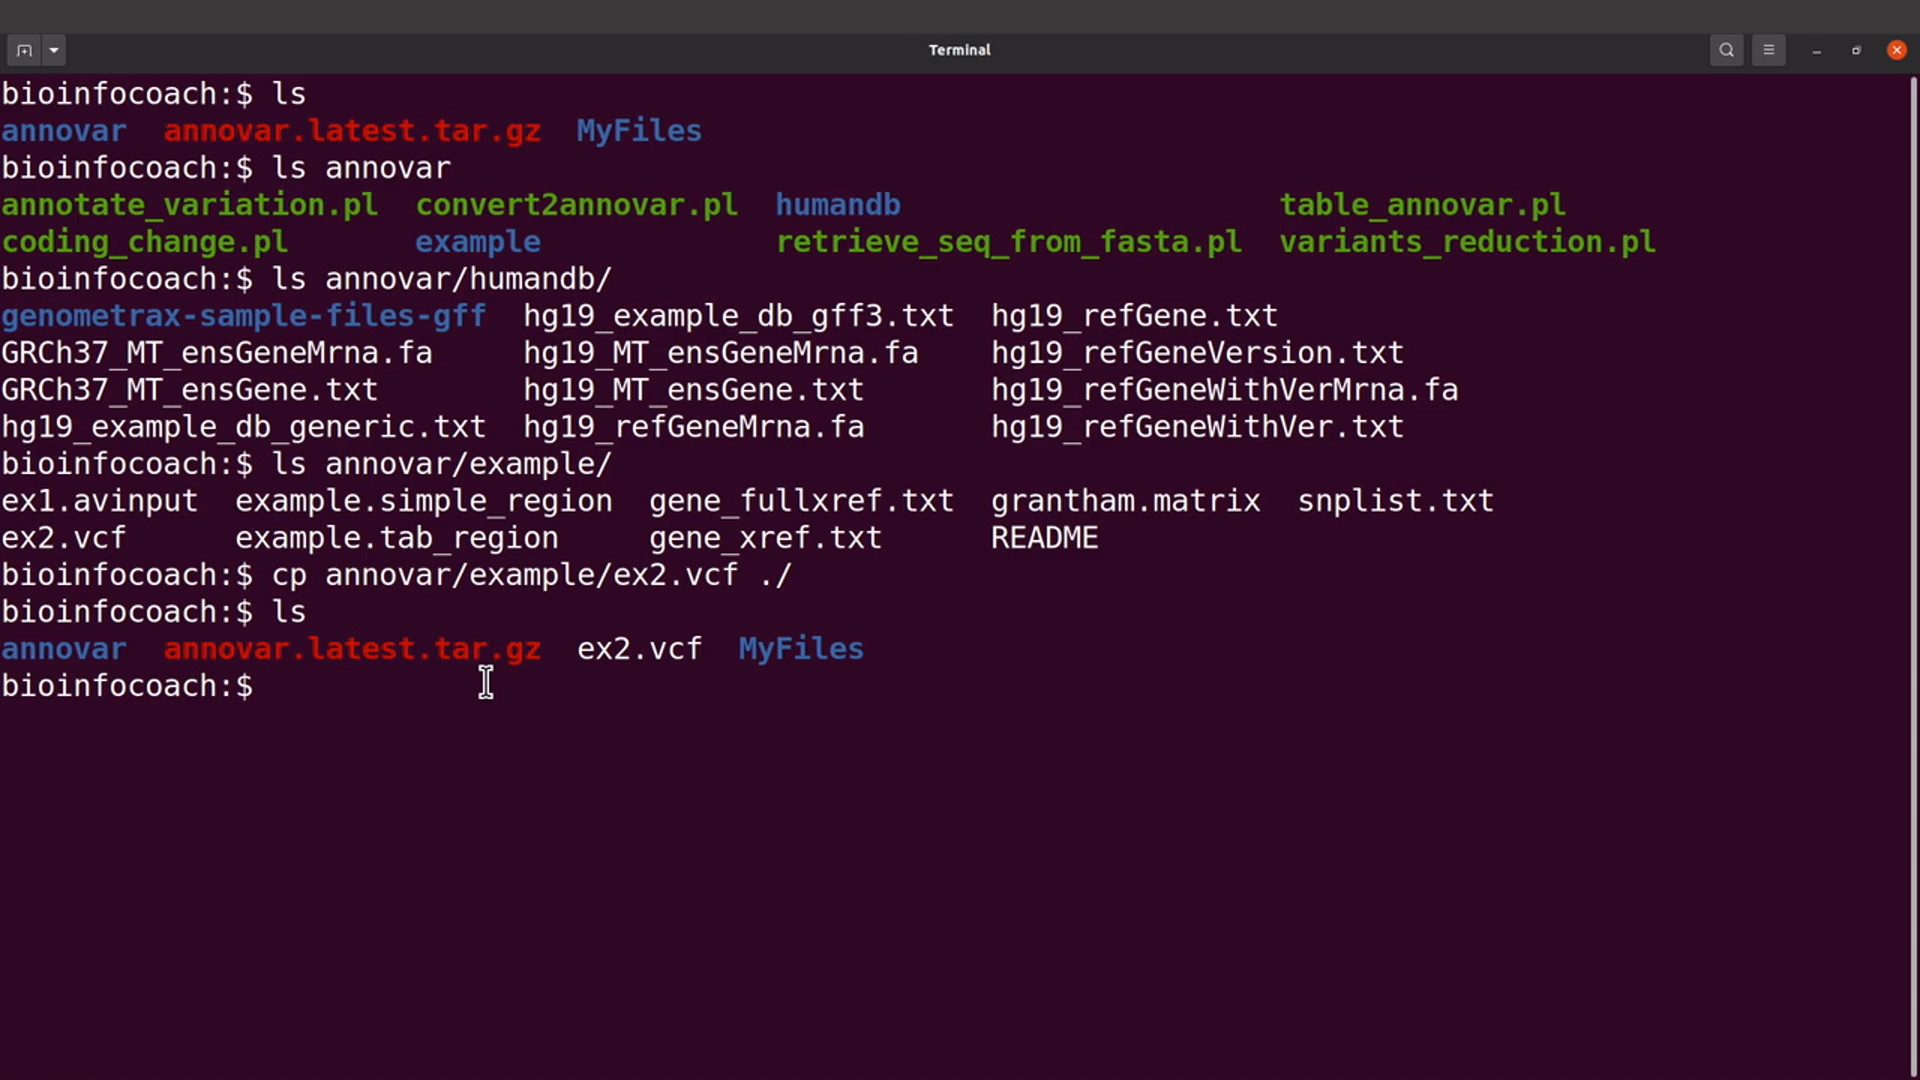 Terminal
bioinfocoach:$ ls
annovar annovar.latest.tar.gz MyFiles
bioinfocoach:$ ls annovar
annotate_variation.pl convert2annovar.pl humandb table_annovar.pl
coding_change.pl example retrieve_seq_from_fasta.pl variants_reduction.pl
bioinfocoach:$ ls annovar/humandb/
genometrax-sample-files-gff hg19_example_db_gff3.txt hg19_refGene.txt
GRCh37_MT_ensGeneMrna.fa hg19_MT_ensGeneMrna.fa hg19_refGeneVersion.txt
GRCh37_MT_ensGene.txt hg19_MT_ensGene.txt hg19_refGeneWithVerMrna.fa
hg19_example_db_generic.txt hg19_refGeneMrna.fa hg19_refGeneWithVer.txt
bioinfocoach:$ ls annovar/example/
ex1.avinput example.simple_region gene_fullxref.txt grantham.matrix snplist.txt
ex2.vcf example.tab_region gene_xref.txt README
bioinfocoach:$ cp annovar/example/ex2.vcf ./
bioinfocoach:$ ls
annovar annovar.latest.tar.gz ex2.vcf MyFiles
bioinfocoach:$